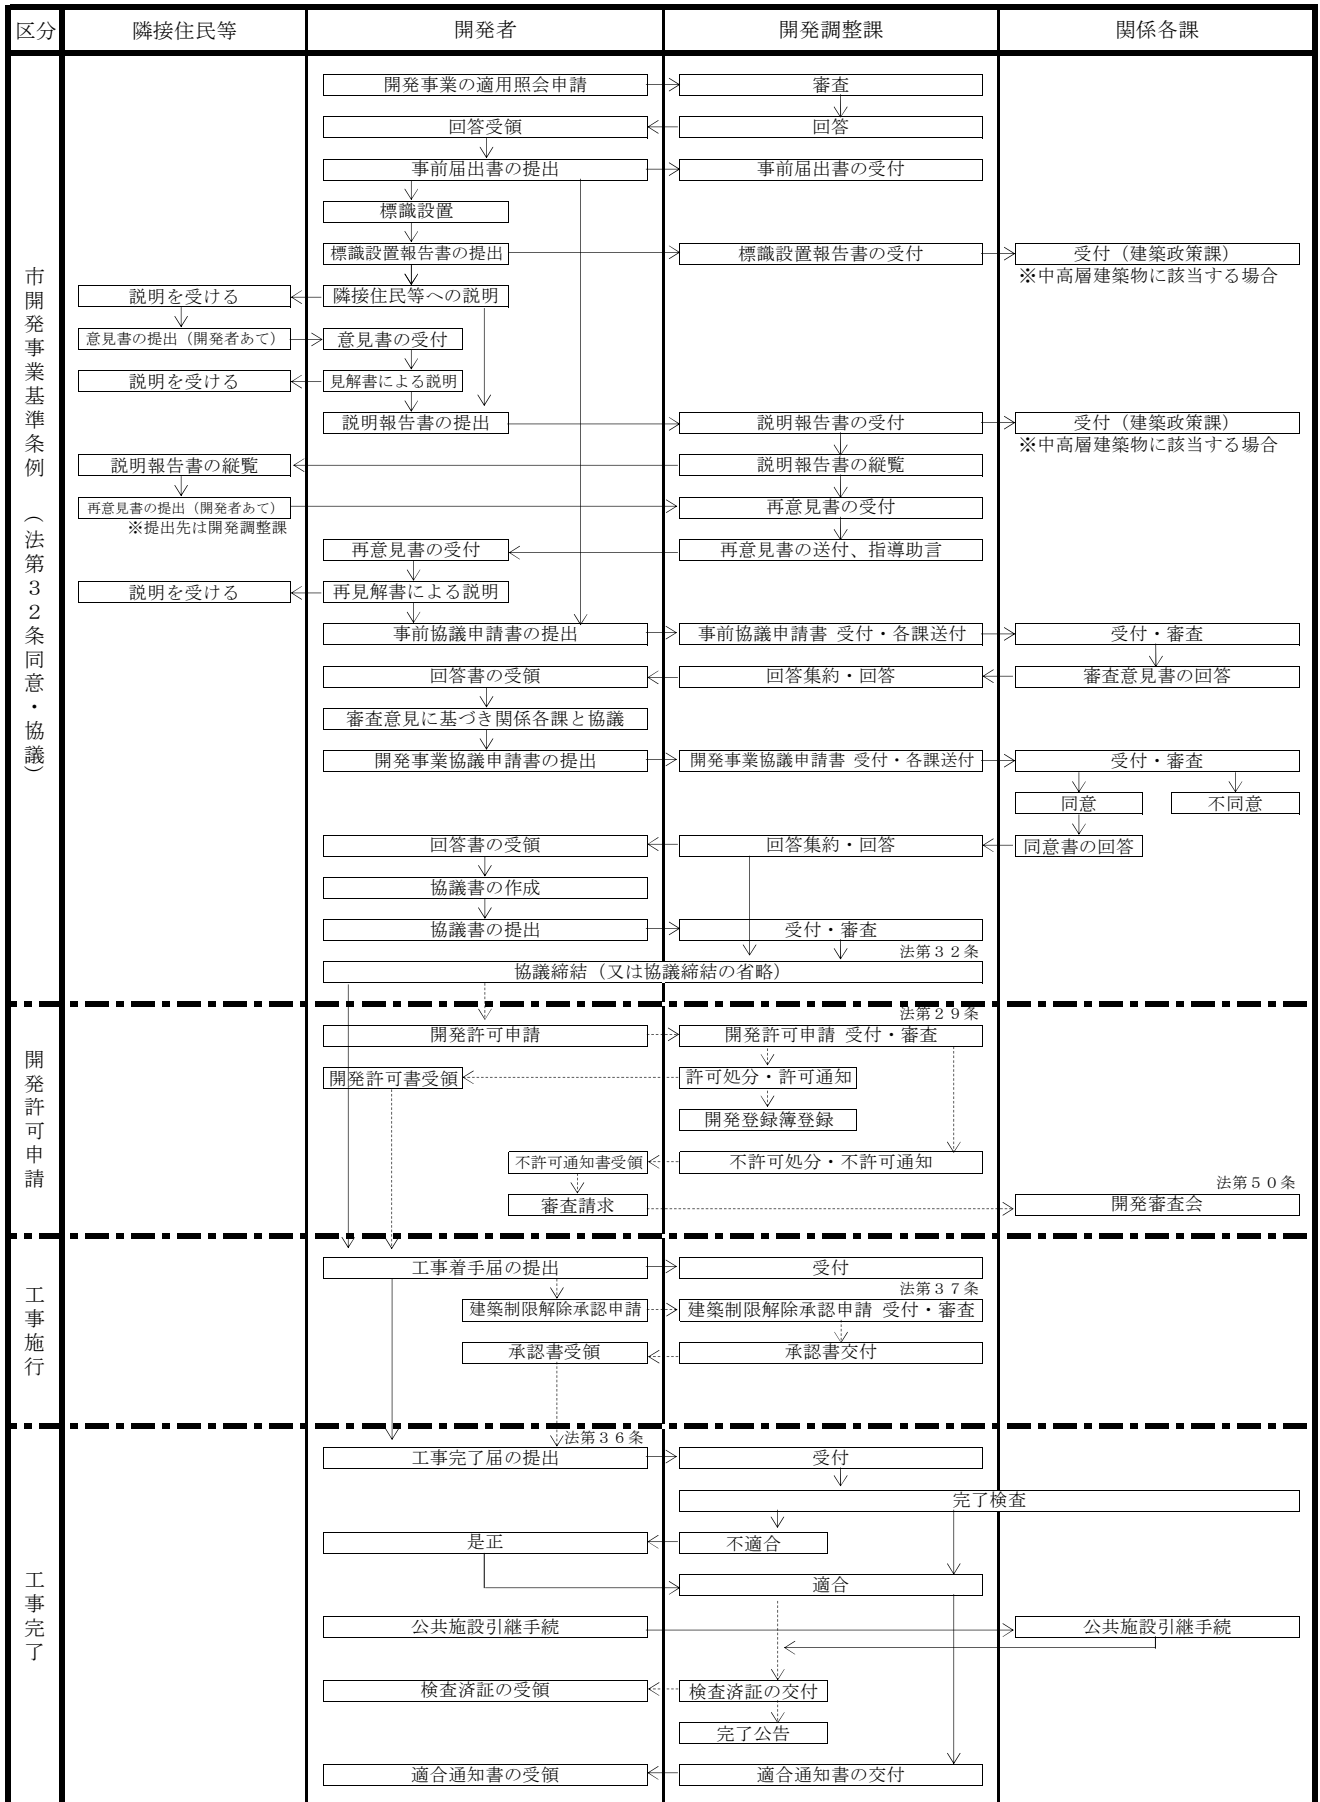 区分
隣接住民等
開発者
開発調整課
関係各課
市開発事業基準条例 （法第３２条同意・協議）
開発事業の適用照会申請
審査
回答受領
回答
事前届出書の提出
事前届出書の受付
標識設置
標識設置報告書の提出
標識設置報告書の受付
受付（建築政策課）
※中高層建築物に該当する場合
説明を受ける
隣接住民等への説明
意見書の提出（開発者あて）
意見書の受付
説明を受ける
見解書による説明
説明報告書の提出
説明報告書の受付
受付（建築政策課）
※中高層建築物に該当する場合
説明報告書の縦覧
説明報告書の縦覧
再意見書の提出（開発者あて）
※提出先は開発調整課
再意見書の受付
再意見書の受付
再意見書の送付、指導助言
説明を受ける
再見解書による説明
事前協議申請書の提出
事前協議申請書 受付・各課送付
受付・審査
回答書の受領
回答集約・回答
審査意見書の回答
審査意見に基づき関係各課と協議
開発事業協議申請書の提出
開発事業協議申請書 受付・各課送付
受付・審査
同意
不同意
回答書の受領
回答集約・回答
同意書の回答
協議書の作成
協議書の提出
受付・審査
法第３２条
協議締結（又は協議締結の省略）
開発許可申請
法第２９条
開発許可申請
開発許可申請 受付・審査
開発許可書受領
許可処分・許可通知
開発登録簿登録
不許可通知書受領
不許可処分・不許可通知
法第５０条
審査請求
開発審査会
工事施行
工事着手届の提出
受付
法第３７条
建築制限解除承認申請
建築制限解除承認申請 受付・審査
承認書受領
承認書交付
工事完了
法第３６条
工事完了届の提出
受付
完了検査
是正
不適合
適合
公共施設引継手続
公共施設引継手続
検査済証の受領
検査済証の交付
完了公告
適合通知書の受領
適合通知書の交付